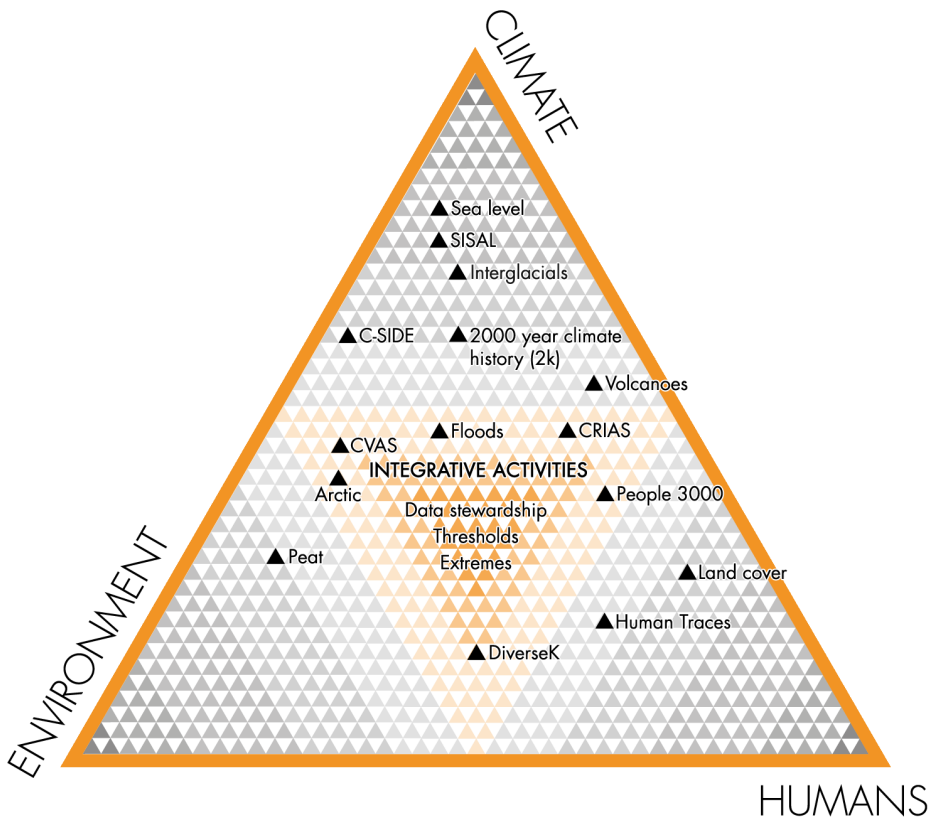 CLIMATE
Sea level
SISAL
Interglacials
C-SIDE
2000 year climate
history (2k)
Volcanoes
Floods
CRIAS
CVAS
INTEGRATIVE ACTIVITIES
Arctic
People 3000
Data stewardship
Thresholds
Extremes
Peat
Land cover
Human Traces
DiverseK
ENVIRONMENT
HUMANS